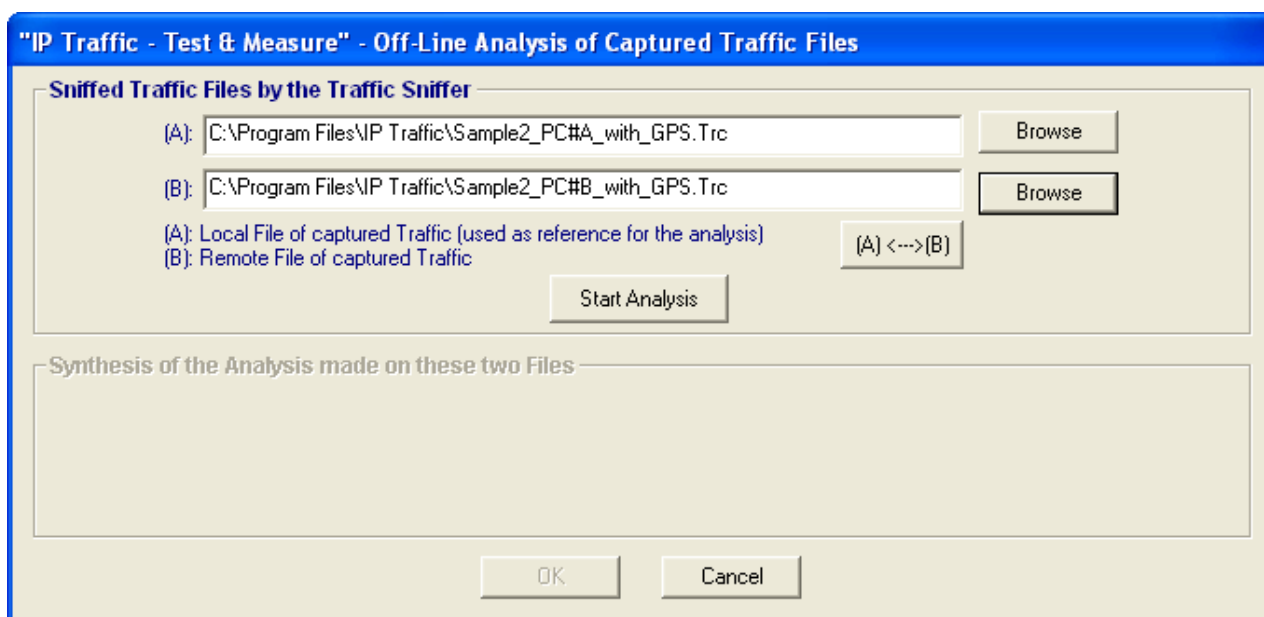 "IP Traffic - Test & Measure" - Off-Line Analysis of Captured Traffic Files
Sniffed Traffic Files by the Traffic Sniffer
(A): C:\Program Files\IP Traffic\Sample2_PC#A_with_GPS.Trc Browse
(B): C:\Program Files\IP Traffic\Sample2_PC#B_with_GPS.Trc Browse
(A): Local File of captured Traffic (used as reference for the analysis)
(B): Remote File of captured Traffic
(A) <--->(B)
Start Analysis
Synthesis of the Analysis made on these two Files
OK Cancel